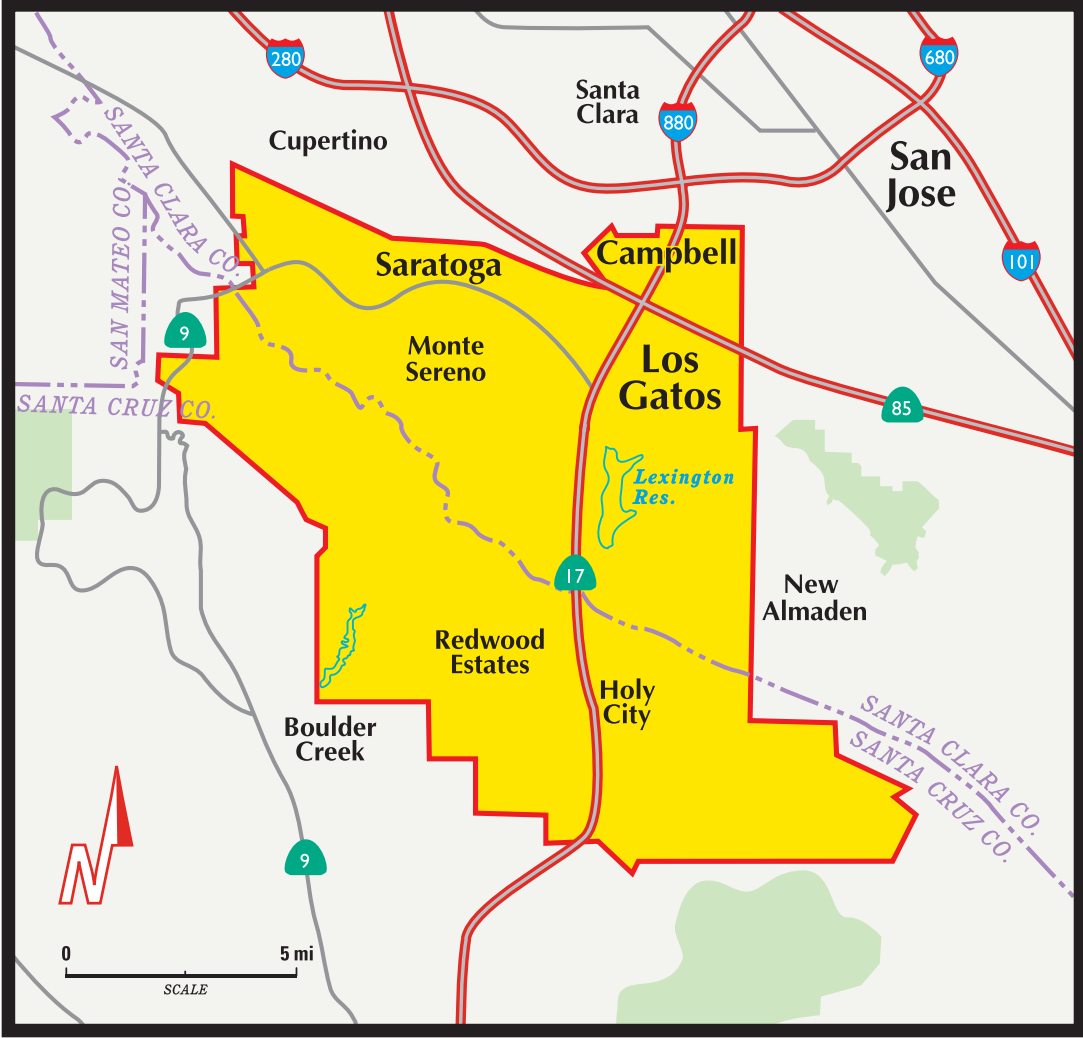 280
680
Santa
Clara
880
Cupertino
San
Jose
SANTA CLARA CO.
SAN MATEO CO.
Campbell
Saratoga
101
9
Monte
Sereno
Los
Gatos
85
SANTA CRUZ CO.
Lexington
Res.
17
New
Almaden
Redwood
Estates
Holy
City
Boulder
Creek
SANTA CLARA CO.
SANTA CRUZ CO.
N
9
0 5 mi
SCALE